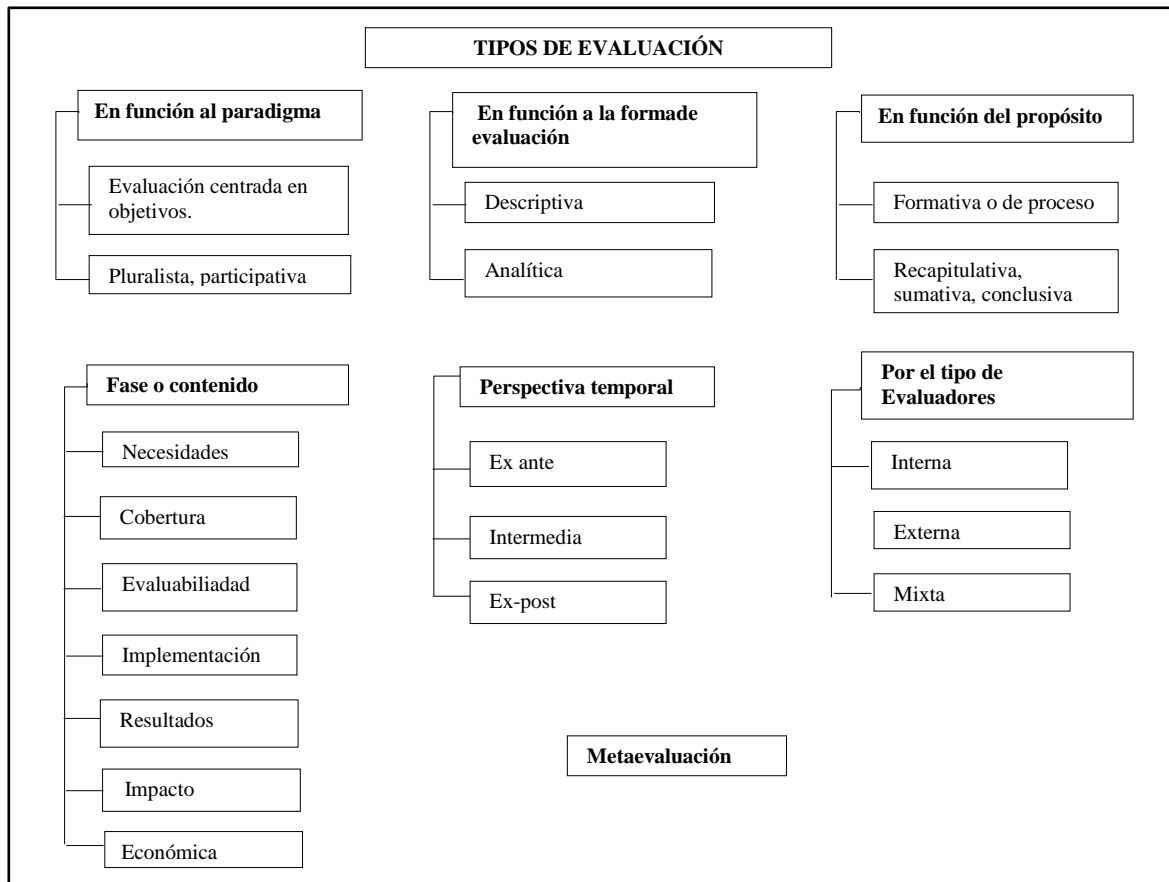 TIPOS DE EVALUACIÓN
En función al paradigma
Evaluación centrada en
objetivos.
Pluralista, participativa
En función a la formade
evaluación
Descriptiva
Analítica
En función del propósito
Formativa o de proceso
Recapitulativa,
sumativa, conclusiva
Fase o contenido
Necesidades
Cobertura
Evaluabiliadad
Implementación
Resultados
Impacto
Económica
Perspectiva temporal
Ex ante
Intermedia
Ex-post
Por el tipo de
Evaluadores
Interna
Externa
Mixta
Metaevaluación